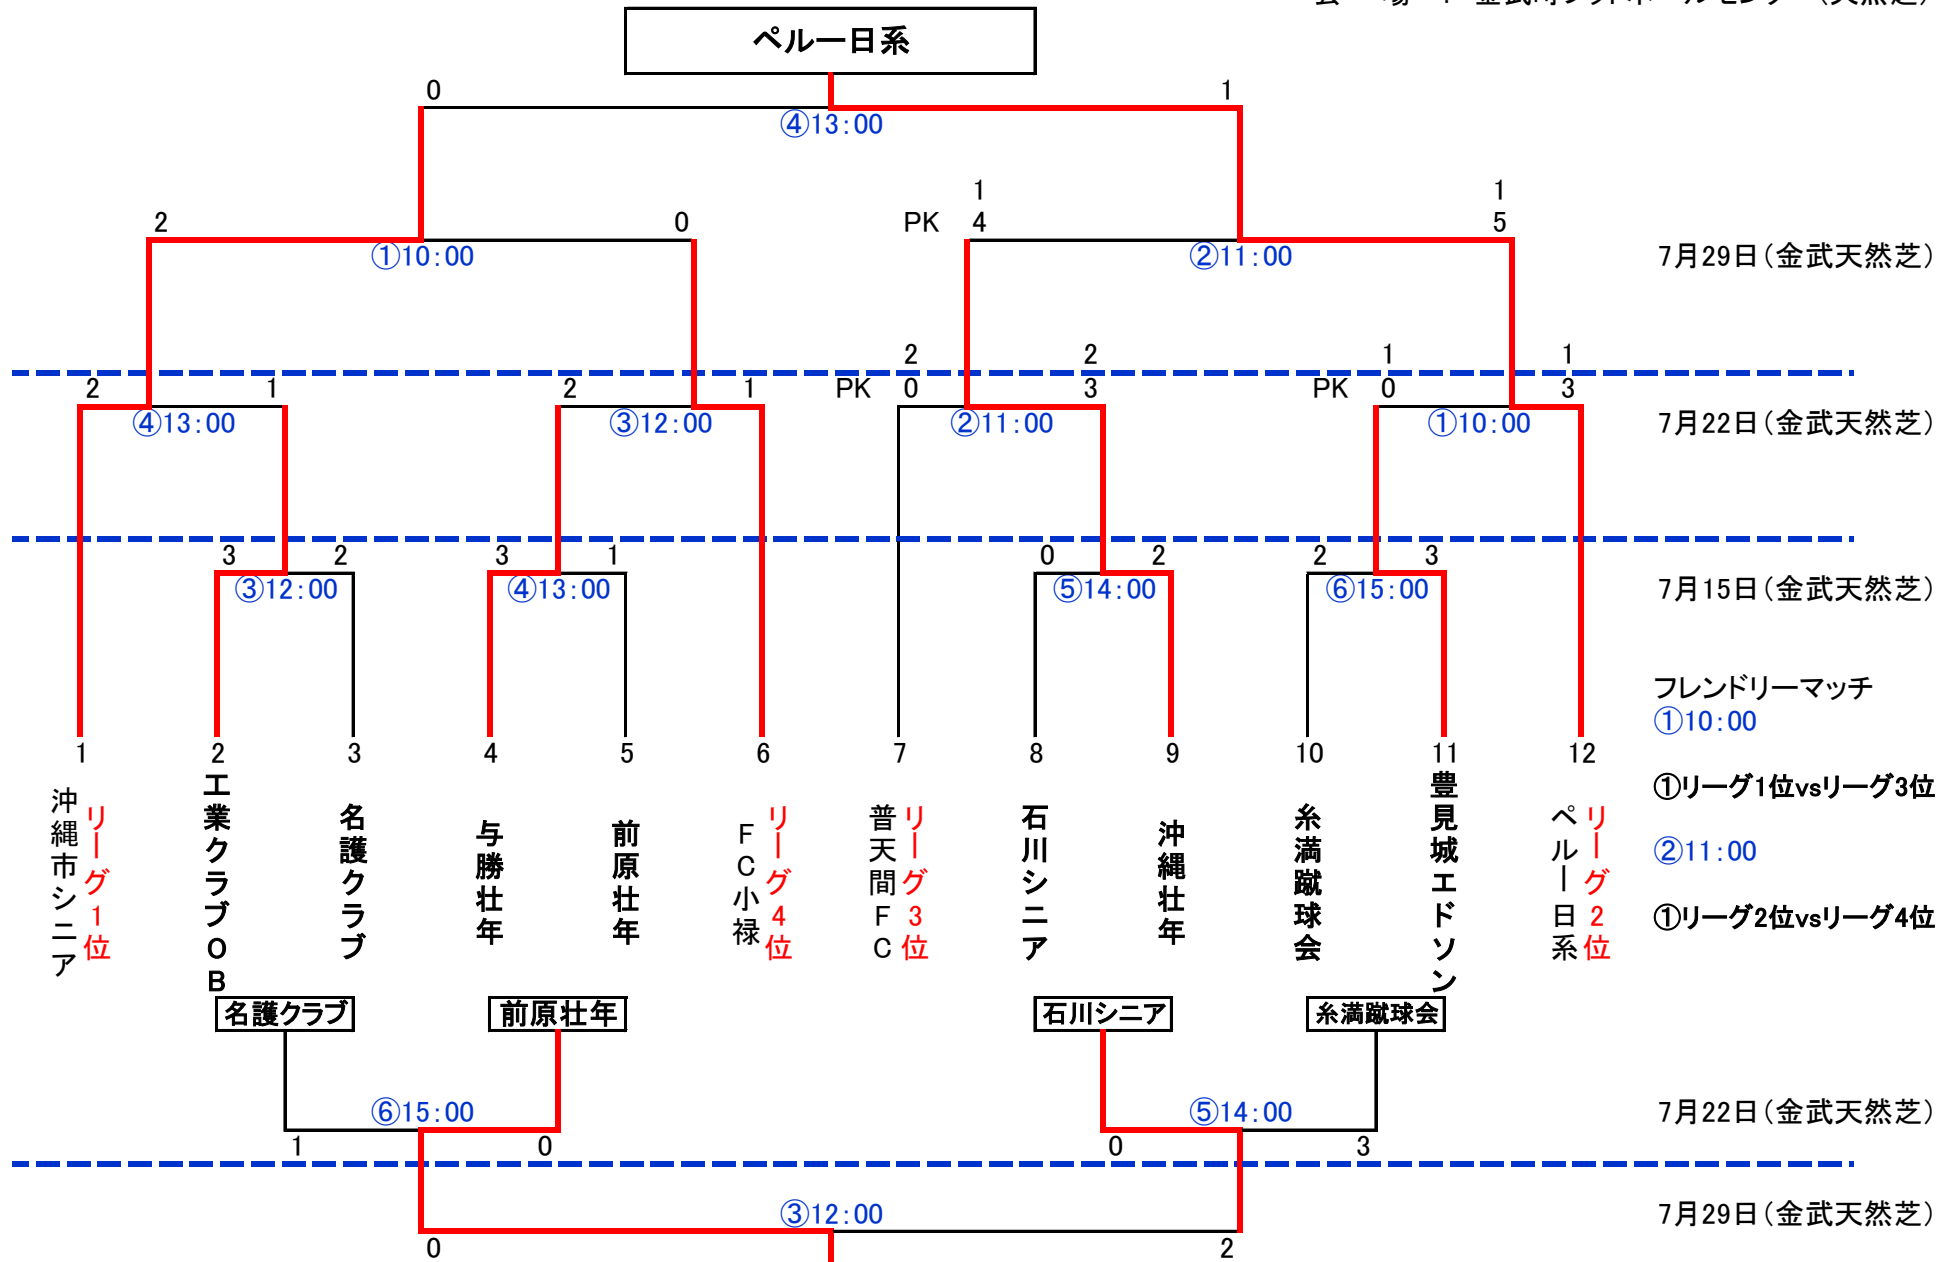 ペルー日系
0
1
④13:00
1
1
2
0
PK
4
5
①10:00
②11:00
7月29日(金武天然芝)
2
2
1
1
2
1
2
1
PK
0
3
PK
0
3
④13:00
③12:00
②11:00
①10:00
7月22日(金武天然芝)
3
2
3
1
0
2
2
3
③12:00
④13:00
⑤14:00
⑥15:00
7月15日(金武天然芝)
フレンドリーマッチ
①10:00
①リーグ1位vsリーグ3位
②11:00
①リーグ2位vsリーグ4位
1
2
3
4
5
6
7
8
9
10
11
12
沖縄市シニア
リーグ1位
工業クラブOB
名護クラブ
与勝壮年
前原壮年
FC小禄
リーグ4位
普天間FC
リーグ3位
石川シニア
沖縄壮年
糸満蹴球会
豊見城エドソン
ペルー日系
リーグ2位
名護クラブ
前原壮年
石川シニア
糸満蹴球会
⑥15:00
⑤14:00
7月22日(金武天然芝)
1
0
0
3
③12:00
7月29日(金武天然芝)
0
2